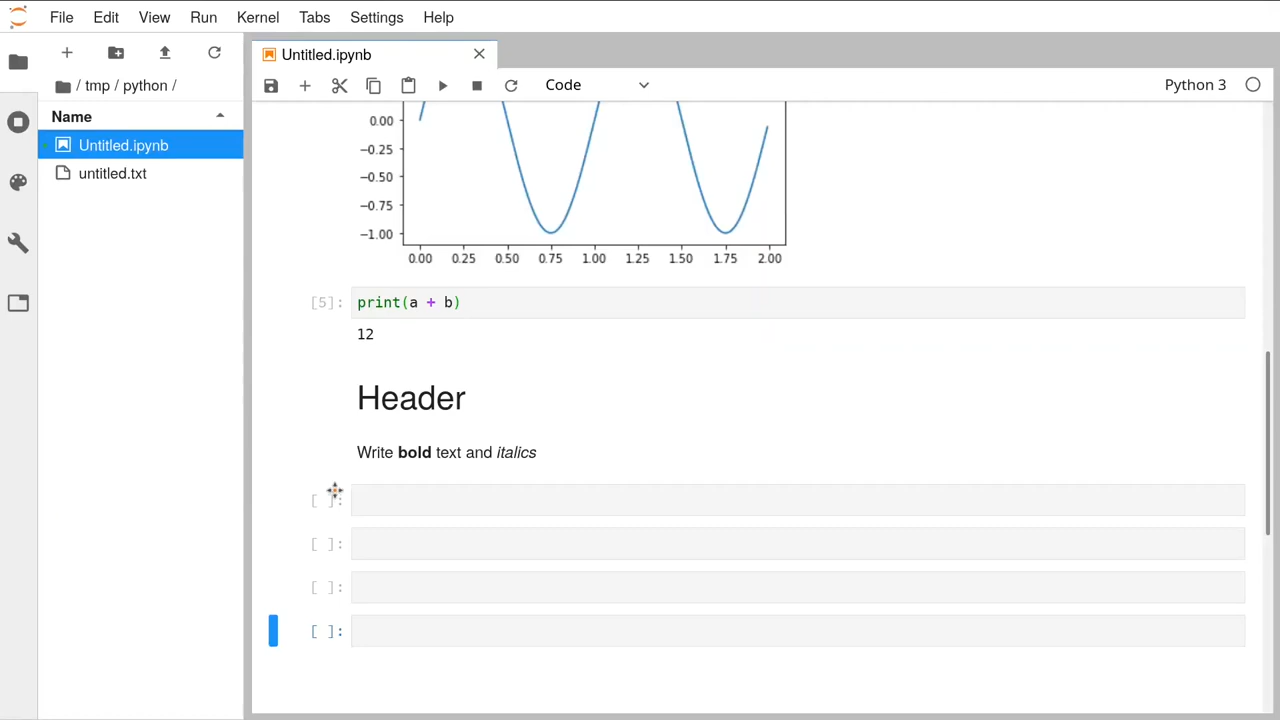 File Edit View Run Kernel Tabs Settings Help
/ tmp / python /
Name
Untitled.ipynb
untitled.txt
Untitled.ipynb
Code
Python 3
0.00
−0.25
−0.50
−0.75
−1.00
0.00 0.25 0.50 0.75 1.00 1.25 1.50 1.75 2.00
[5]: print(a + b)
12
Header
Write bold text and italics
[ ]:
[ ]:
[ ]:
[ ]: